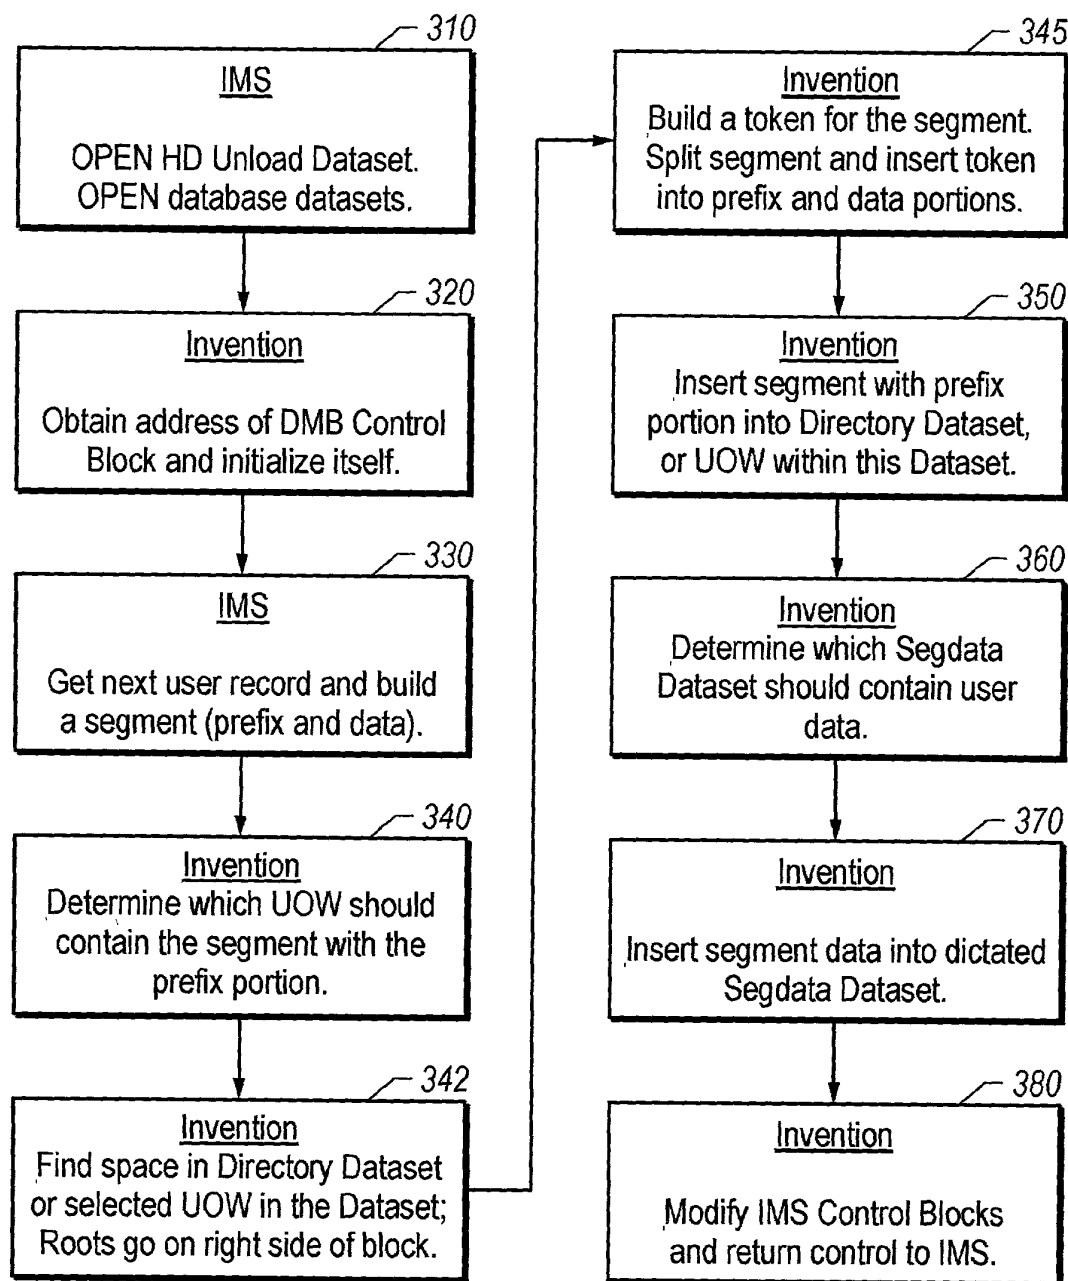 310
IMS
OPEN HD Unload Dataset.
OPEN database datasets.
320
Invention
Obtain address of DMB Control
Block and initialize itself.
330
IMS
Get next user record and build
a segment (prefix and data).
340
Invention
Determine which UOW should
contain the segment with the
prefix portion.
342
Invention
Find space in Directory Dataset
or selected UOW in the Dataset;
Roots go on right side of block.
345
Invention
Build a token for the segment.
Split segment and insert token
into prefix and data portions.
350
Invention
Insert segment with prefix
portion into Directory Dataset,
or UOW within this Dataset.
360
Invention
Determine which Segdata
Dataset should contain user
data.
370
Invention
Insert segment data into dictated
Segdata Dataset.
380
Invention
Modify IMS Control Blocks
and return control to IMS.